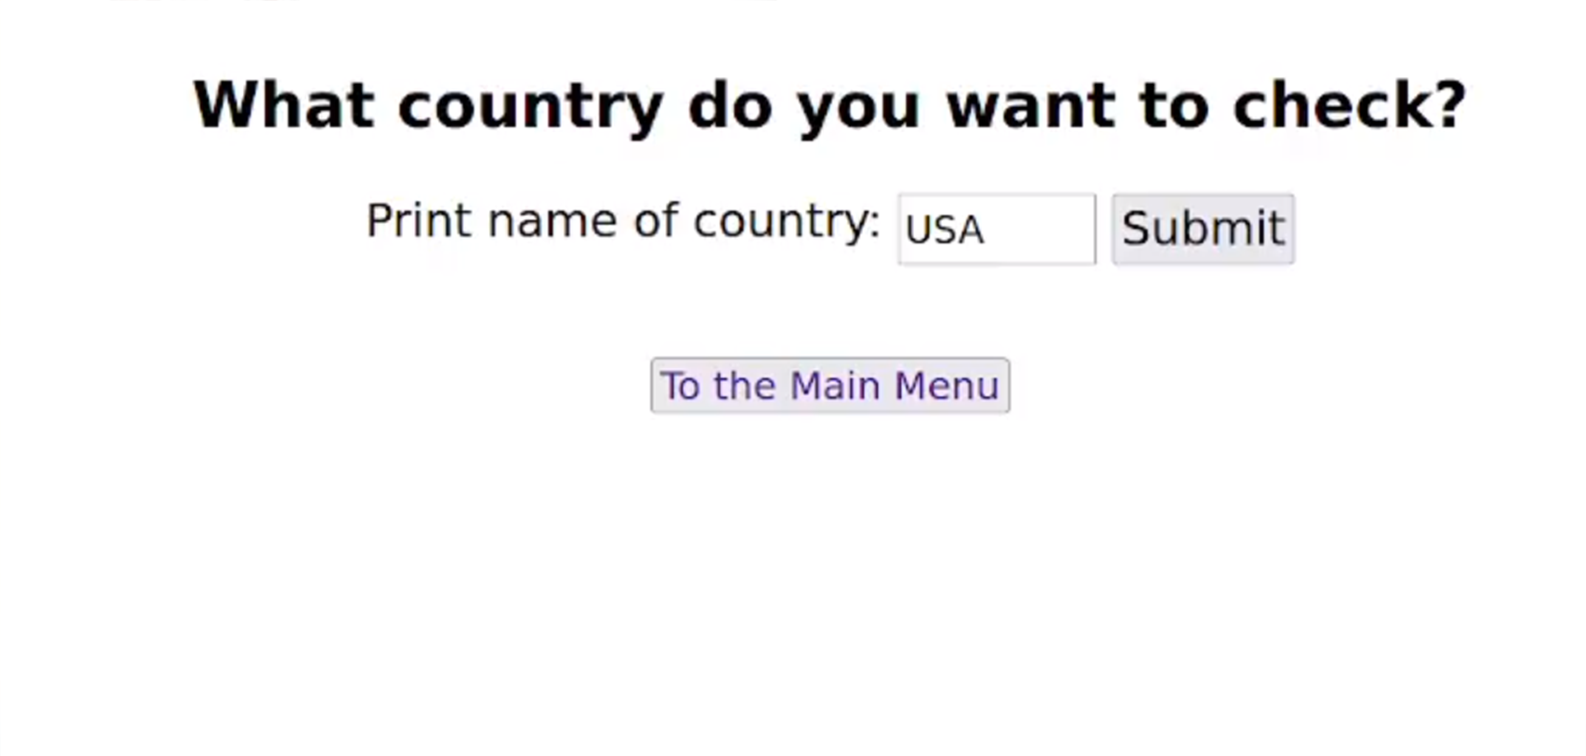 What country do you want to check?
Print name of country: USA Submit
To the Main Menu